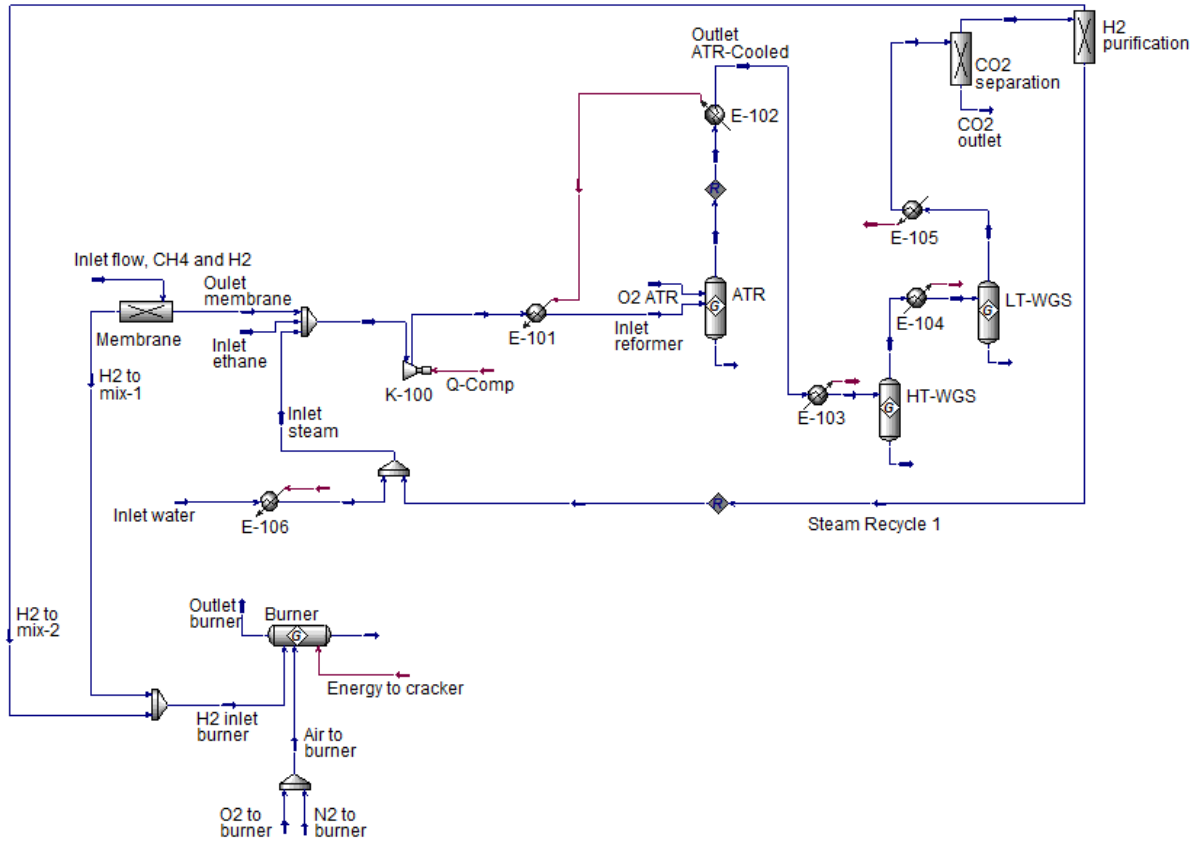 Outlet
ATR-Cooled
H2
purification
CO2
separation
E-102
CO2
outlet
E-105
Inlet flow, CH4 and H2
Oulet
membrane
O2 ATR
ATR
G
R
LT-WGS
G
E-104
Membrane
Inlet
ethane
E-101
Inlet
reformer
H2 to
mix-1
K-100
Q-Comp
E-103
HT-WGS
G
Inlet
steam
Inlet water
E-106
R
Steam Recycle 1
H2 to
mix-2
Outlet
burner
Burner
G
Energy to cracker
H2 inlet
burner
Air to
burner
O2 to
burner
N2 to
burner